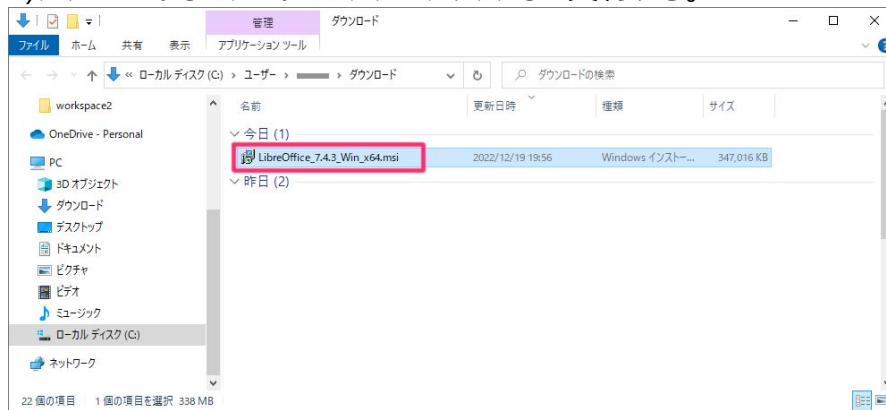 管理
ダウンロード
ファイル ホーム 共有 表示 アプリケーション ツール
« ローカル ディスク (C:) › ユーザー › › ダウンロード
ダウンロードの検索
workspace2
OneDrive - Personal
PC
3D オブジェクト
ダウンロード
デスクトップ
ドキュメント
ピクチャ
ビデオ
ミュージック
ローカル ディスク (C:)
ネットワーク
名前 更新日時 種類 サイズ
今日 (1)
LibreOffice_7.4.3_Win_x64.msi 2022/12/19 19:56 Windows インストー... 347,016 KB
昨日 (2)
22 個の項目 1 個の項目を選択 338 MB